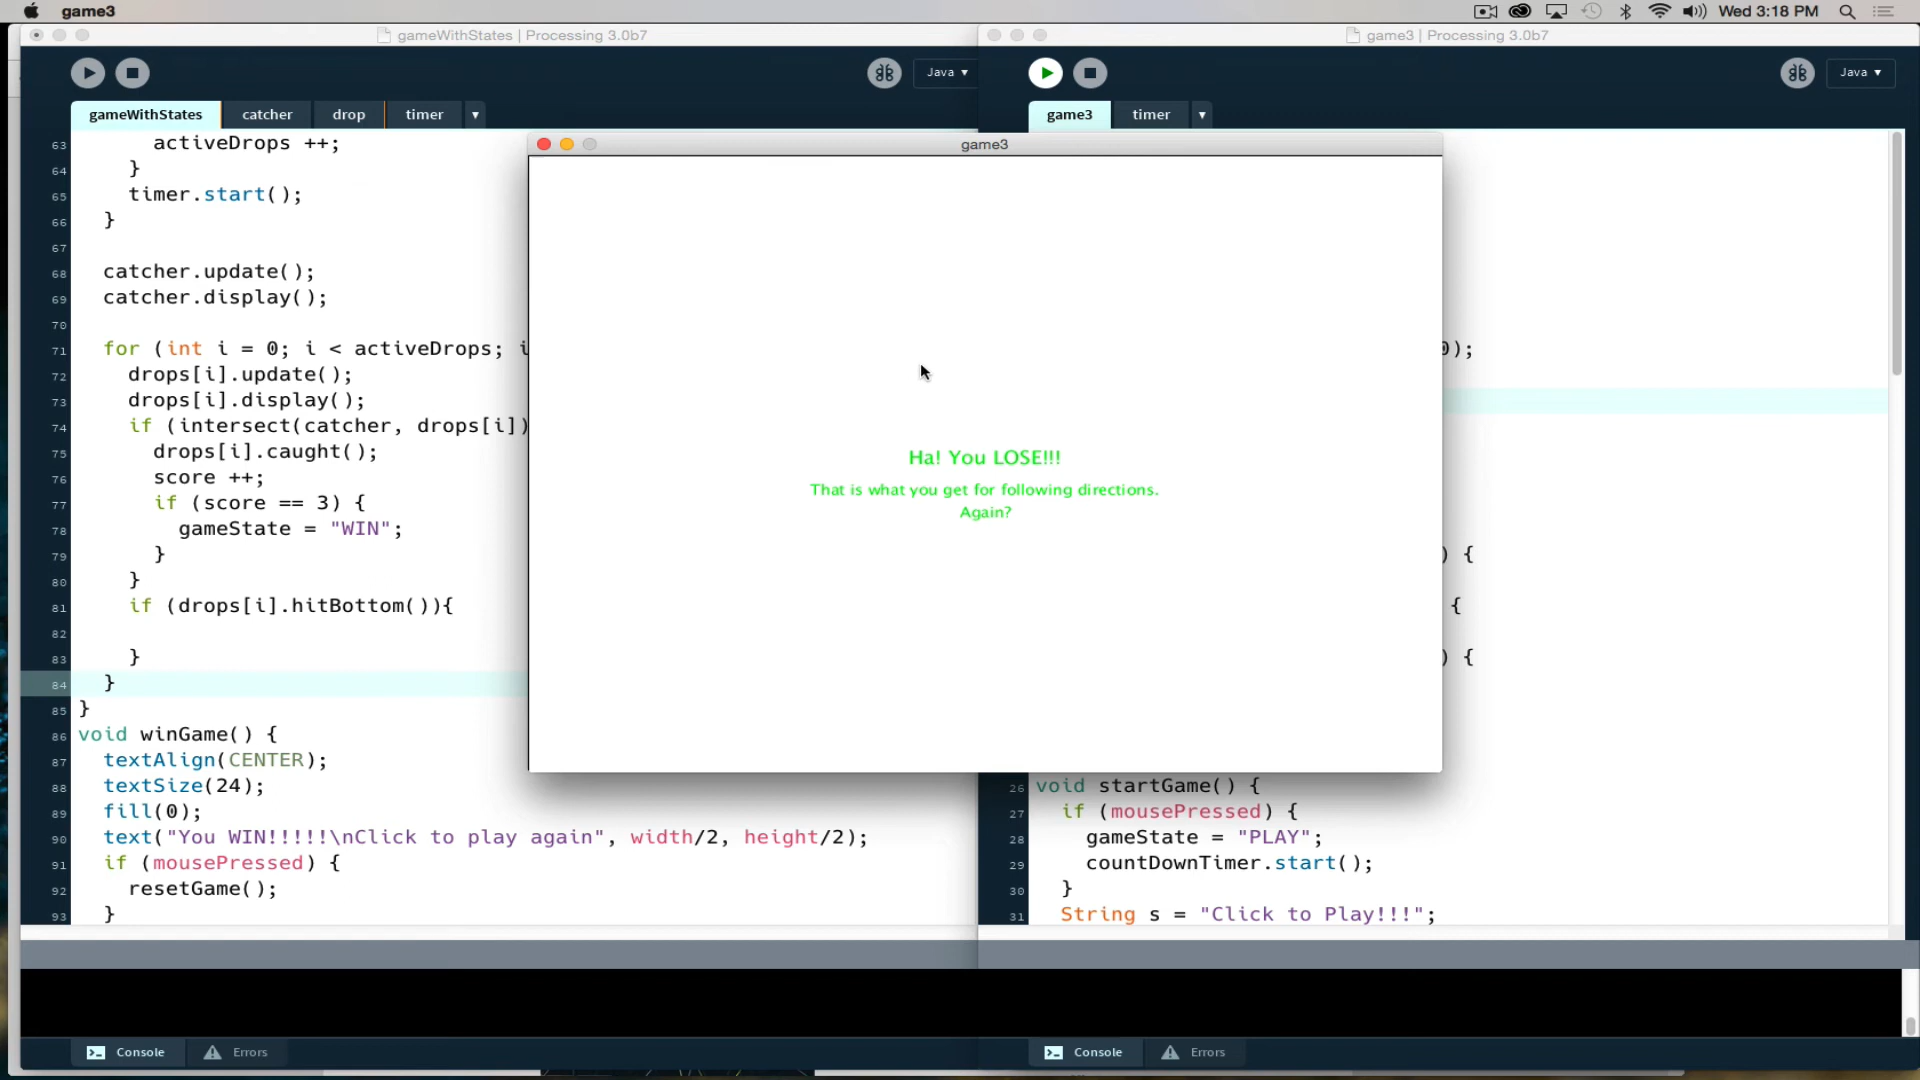 game3
Wed 3:18 PM
gameWithStates | Processing 3.0b7
game3 | Processing 3.0b7
Java ▾
Java ▾
gameWithStates catcher drop timer ▾
game3 timer ▾
63 activeDrops ++;
64 }
65 timer.start();
66 }
67
68 catcher.update();
69 catcher.display();
70
71 for (int i = 0; i < activeDrops; i
72 drops[i].update();
73 drops[i].display();
74 if (intersect(catcher, drops[i])
75 drops[i].caught();
76 score ++;
77 if (score == 3) {
78 gameState = "WIN";
79 }
80 }
81 if (drops[i].hitBottom()){
82
83 }
84 }
85 }
86 void winGame() {
87 textAlign(CENTER);
88 textSize(24);
89 fill(0);
90 text("You WIN!!!!!\nClick to play again", width/2, height/2);
91 if (mousePressed) {
92 resetGame();
93 }
game3
Ha! You LOSE!!!
That is what you get for following directions.
Again?
);
) {
{
) {
26 void startGame() {
27 if (mousePressed) {
28 gameState = "PLAY";
29 countDownTimer.start();
30 }
31 String s = "Click to Play!!!";
Console Errors
Console Errors